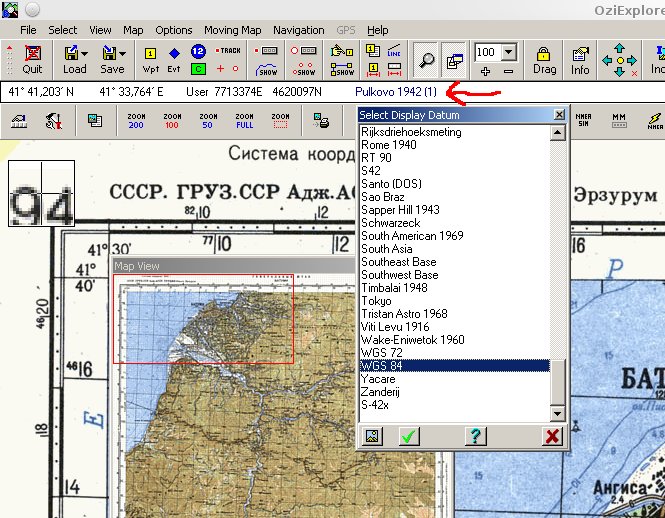 OziExplore
File Select View Map Options Moving Map Navigation GPS Help
Quit Load Save Wpt Evt C TRACK SHOW SHOW LINE 100 Drag Info Ind
12
41° 41,203´ N 41° 33,764´ E User 7713374E 4620097N Pulkovo 1942 (1)
ZOOM 200 ZOOM 100 ZOOM 50 ZOOM FULL NMEA SIM MM NMEA SIM
Select Display Datum
Rijksdriehoeksmeting
Rome 1940
RT 90
S42
Santo (DOS)
Sao Braz
Sapper Hill 1943
Schwarzeck
South American 1969
South Asia
Southeast Base
Southwest Base
Timbalai 1948
Tokyo
Tristan Astro 1968
Viti Levu 1916
Wake-Eniwetok 1960
WGS 72
WGS 84
Yacare
Zanderij
S-42x
94
Система коорд
СССР. ГРУЗ.ССР Адж.АС
Эрзурум
82 10
12
41° 30'
77 10
12
41°
40'
Map View
46 20
46 16
18
14
Е
Р
БАТ
Ангиса
2,4